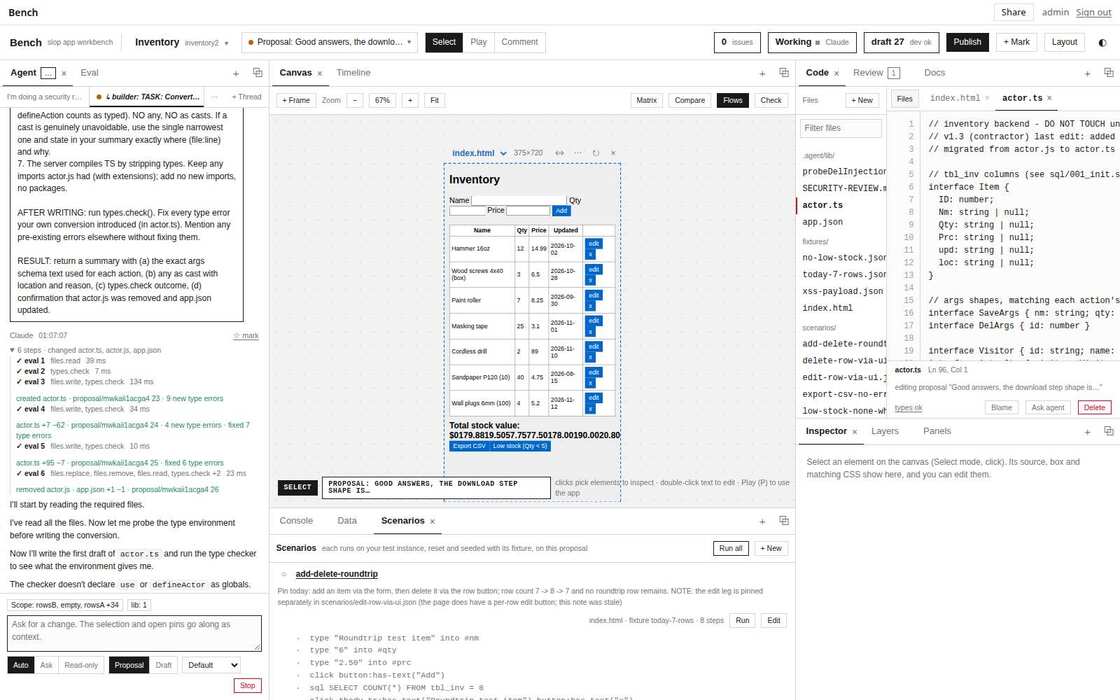 Bench
Share
admin
Sign out
Bench slop app workbench
Inventory inventory2
Proposal: Good answers, the downlo…
Select
Play
Comment
0 issues
Working Claude
draft 27 dev ok
Publish
+ Mark
Layout
Agent … ×
Eval
I'm doing a security r…
↳ builder: TASK: Convert…
···
+ Thread
defineAction counts as typed). NO any, NO as casts. If a
cast is genuinely unavoidable, use the single narrowest
one and state in your summary exactly where (file:line)
and why.
7. The server compiles TS by stripping types. Keep any
imports actor.js had (with extensions); add no new imports,
no packages.
AFTER WRITING: run types.check(). Fix every type error
your own conversion introduced (in actor.ts). Mention any
pre-existing errors elsewhere without fixing them.
RESULT: return a summary with (a) the exact args
schema text used for each action, (b) any as cast with
location and reason, (c) types.check outcome, (d)
confirmation that actor.js was removed and app.json
updated.
Claude 01:07:07
☆ mark
▾ 6 steps · changed actor.ts, actor.js, app.json
✓ eval 1 files.read 39 ms
✓ eval 2 types.check 7 ms
✓ eval 3 files.write, types.check 134 ms
created actor.ts · proposal/mwkaii1acga4 23 · 9 new type errors
✓ eval 4 files.write, types.check 34 ms
actor.ts +7 −62 · proposal/mwkaii1acga4 24 · 4 new type errors · fixed 7
type errors
✓ eval 5 files.write, types.check 10 ms
actor.ts +95 −7 · proposal/mwkaii1acga4 25 · fixed 6 type errors
✓ eval 6 files.replace, files.remove, files.read, types.check +2 23 ms
removed actor.js · app.json +1 −1 · proposal/mwkaii1acga4 26
I'll start by reading the required files.
I've read all the files. Now let me probe the type environment
before writing the conversion.
Now I'll write the first draft of actor.ts and run the type checker
to see what the environment gives me.
The checker doesn't declare use or defineActor as globals.
Scope: rowsB, empty, rowsA +34
lib: 1
Ask for a change. The selection and open pins go along as
context.
Auto
Ask
Read-only
Proposal
Draft
Default
Stop
Canvas ×
Timeline
+ Frame
Zoom
−
67%
+
Fit
Matrix
Compare
Flows
Check
index.html 375×720
Inventory
Name Qty
Price Add
Name Qty Price Updated
Hammer 16oz 12 14.99 2026-10-02 edit x
Wood screws 4x40 (box) 3 6.5 2026-10-28 edit x
Paint roller 7 8.25 2026-09-30 edit x
Masking tape 25 3.1 2026-11-01 edit x
Cordless drill 2 89 2026-11-10 edit x
Sandpaper P120 (10) 40 4.75 2026-08-15 edit x
Wall plugs 6mm (100) 4 5.2 2026-11-12 edit x
Total stock value:
$0179.8819.5057.7577.50178.00190.0020.80
Export CSV
Low stock (Qty < 5)
SELECT
PROPOSAL: GOOD ANSWERS, THE DOWNLOAD STEP
SHAPE IS…
clicks pick elements to inspect · double-click text to edit · Play (P) to use
the app
Console
Data
Scenarios ×
Scenarios each runs on your test instance, reset and seeded with its fixture, on this proposal
Run all
+ New
add-delete-roundtrip
Pin today: add an item via the form, then delete it via the row button; row count 7 -> 8 -> 7 and no roundtrip row remains. NOTE: the edit leg is pinned
separately in scenarios/edit-row-via-ui.json (the page does have a per-row edit button; this note was stale)
index.html · fixture today-7-rows · 8 steps
Run
Edit
· type "Roundtrip test item" into #nm
· type "6" into #qty
· type "2.50" into #prc
· click button:has-text("Add")
· sql SELECT COUNT(*) FROM tbl_inv = 8
Code ×
Review 1
Docs
Files
+ New
Filter files
.agent/lib/
probeDelInjection
SECURITY-REVIEW.m
actor.ts
app.json
fixtures/
no-low-stock.json
today-7-rows.json
xss-payload.json
index.html
scenarios/
add-delete-roundt
delete-row-via-ui
edit-row-via-ui.j
export-csv-no-err
low-stock-none-wh
Files
index.html ×
actor.ts ×
1 // inventory backend - DO NOT TOUCH un
2 // v1.3 (contractor) last edit: added
3 // migrated from actor.js to actor.ts
4
5 // tbl_inv columns (see sql/001_init.s
6 interface Item {
7 ID: number;
8 Nm: string | null;
9 Qty: string | null;
10 Prc: string | null;
11 upd: string | null;
12 loc: string | null;
13 }
14
15 // args shapes, matching each action's
16 interface SaveArgs { nm: string; qty:
17 interface DelArgs { id: number }
18
19 interface Visitor { id: string; name:
actor.ts Ln 96, Col 1
editing proposal "Good answers, the download step shape is…"
types ok
Blame
Ask agent
Delete
Inspector ×
Layers
Panels
Select an element on the canvas (Select mode, click). Its source, box and
matching CSS show here, and you can edit them.